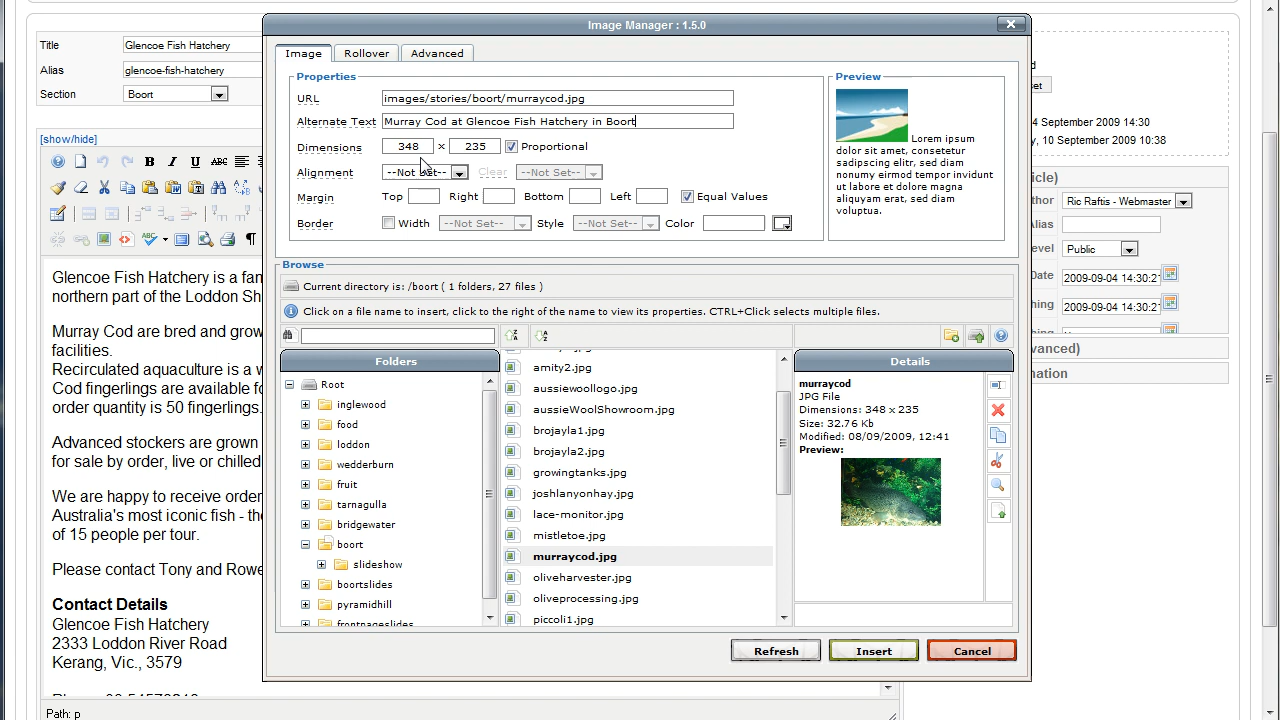 Image Manager : 1.5.0
Title
Glencoe Fish Hatchery
Alias
glencoe-fish-hatchery
Section
Boort
[show/hide]
B I U ABC
Glencoe Fish Hatchery is a
northern part of the Loddon
Murray Cod are bred and
facilities.
Recirculated aquaculture is a
Cod fingerlings are available
order quantity is 50 fingerlings.
Advanced stockers are grown
for sale by order, live or chilled
We are happy to receive
Australia's most iconic fish -
of 15 people per tour.
Please contact Tony and
Contact Details
Glencoe Fish Hatchery
2333 Loddon River Road
Kerang, Vic., 3579
Path: p
Image
Rollover
Advanced
Properties
URL
images/stories/boort/murraycod.jpg
Alternate Text
Murray Cod at Glencoe Fish Hatchery in Boort
Dimensions
348 x 235
Proportional
Alignment
--Not Set--
Clear
--Not Set--
Margin
Top
Right
Bottom
Left
Equal Values
Border
Width
--Not Set--
Style
--Not Set--
Color
Preview
Lorem ipsum
dolor sit amet, consetetur
sadipscing elitr, sed diam
nonumy eirmod tempor invidunt
ut labore et dolore magna
aliquyam erat, sed diam
voluptua.
Browse
Current directory is: /boort ( 1 folders, 27 files )
Click on a file name to insert, click to the right of the name to view its properties. CTRL+Click selects multiple files.
Folders
Root
inglewood
food
loddon
wedderburn
fruit
tarnagulla
bridgewater
boort
slideshow
boortslides
pyramidhill
frontpageslides
amity2.jpg
aussiewoollogo.jpg
aussieWoolShowroom.jpg
brojayla1.jpg
brojayla2.jpg
growingtanks.jpg
joshlanyonhay.jpg
lace-monitor.jpg
mistletoe.jpg
murraycod.jpg
oliveharvester.jpg
oliveprocessing.jpg
piccoli1.jpg
Details
murraycod
JPG File
Dimensions: 348 x 235
Size: 32.76 Kb
Modified: 08/09/2009, 12:41
Preview:
Refresh
Insert
Cancel
04 September 2009 14:30
10 September 2009 10:38
Ric Raftis - Webmaster
Alias
Public
Date
2009-09-04 14:30:2
2009-09-04 14:30:2